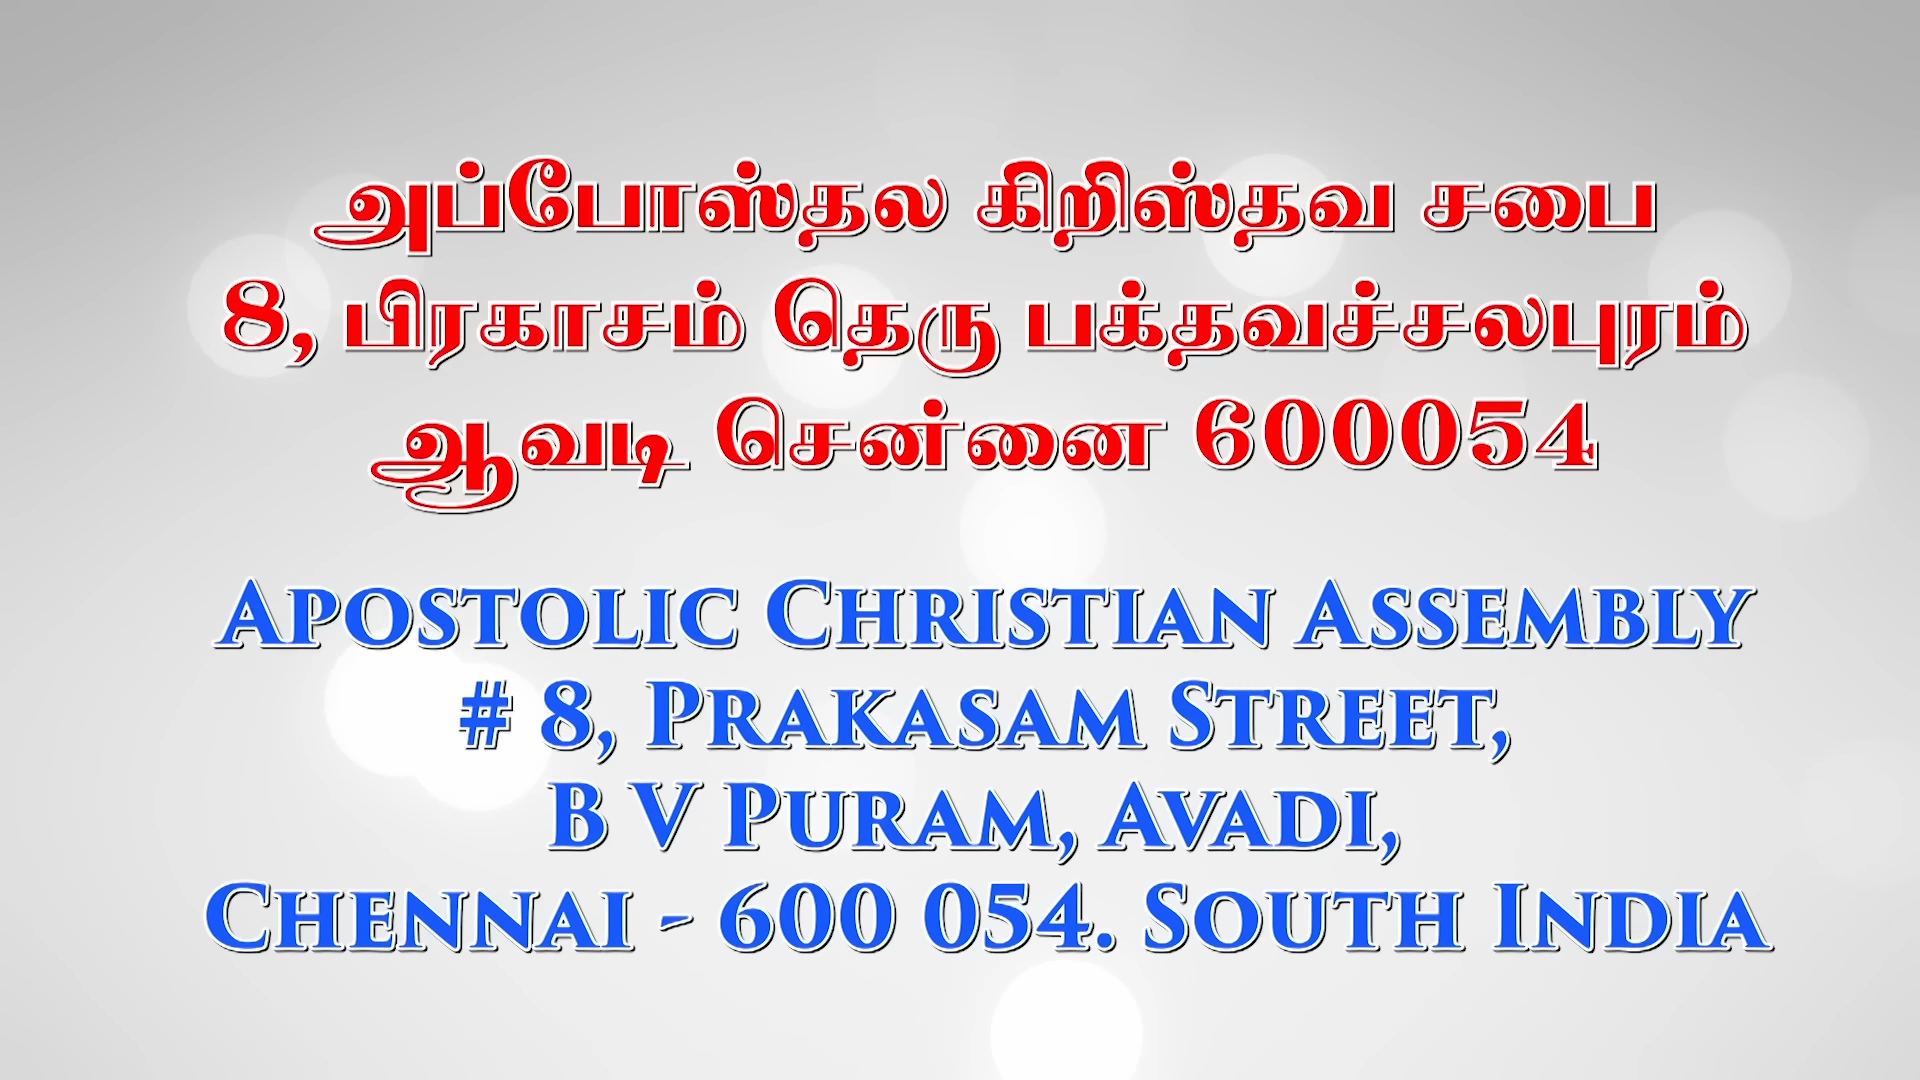 அப்போஸ்தல கிறிஸ்தவ சபை
8, பிரகாசம் தெரு பக்தவச்சலபுரம்
ஆவடி சென்னை 600054
Apostolic Christian Assembly
# 8, Prakasam Street,
B V Puram, Avadi,
Chennai - 600 054. South India